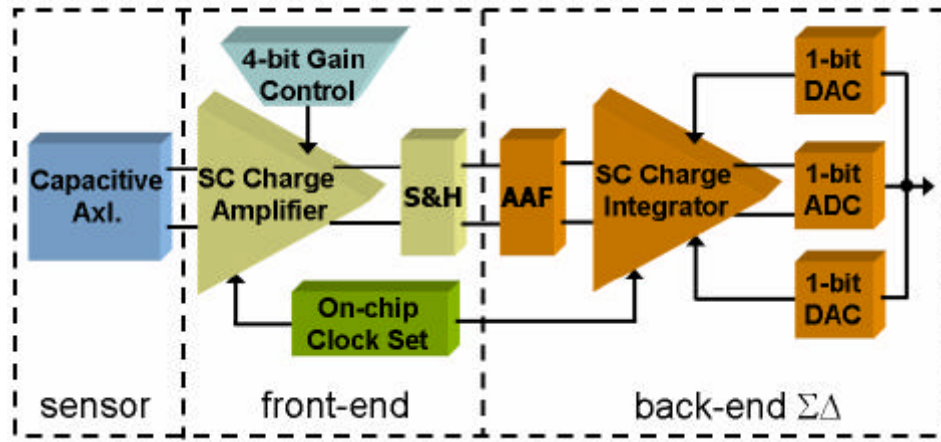 4-bit Gain
Control
1-bit
DAC
Capacitive
Axl.
SC Charge
Amplifier
S&H
AAF
SC Charge
Integrator
1-bit
ADC
On-chip
Clock Set
1-bit
DAC
sensor
front-end
back-end ΣΔ